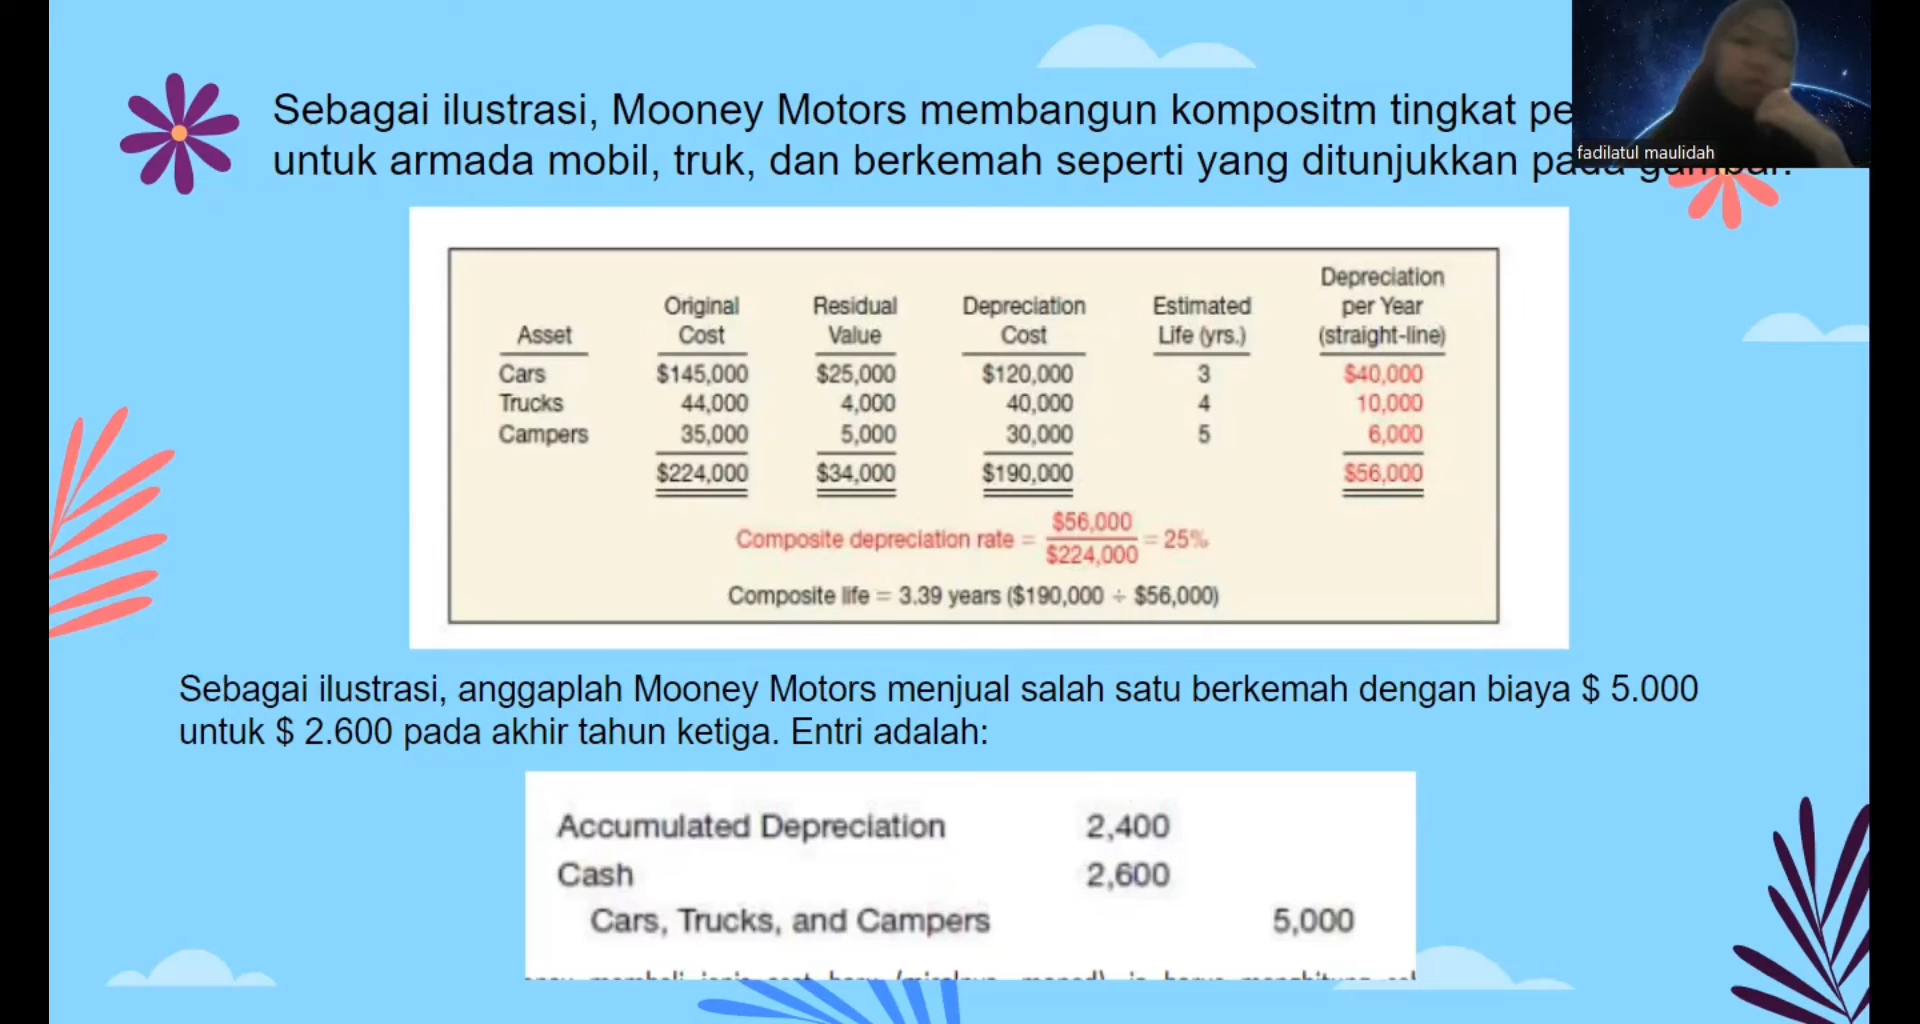 Sebagai ilustrasi, Mooney Motors membangun kompositm tingkat
untuk armada mobil, truk, dan berkemah seperti yang ditunjukkan pada gambar.
fadilatul maulidah
Asset Original Cost Residual Value Depreciation Cost Estimated Life (yrs.) Depreciation per Year (straight-line)
Cars $145,000 $25,000 $120,000 3 $40,000
Trucks 44,000 4,000 40,000 4 10,000
Campers 35,000 5,000 30,000 5 6,000
$224,000 $34,000 $190,000 $56,000
Composite depreciation rate = $56,000 / $224,000 = 25%
Composite life = 3.39 years ($190,000 ÷ $56,000)
Sebagai ilustrasi, anggaplah Mooney Motors menjual salah satu berkemah dengan biaya $ 5.000
untuk $ 2.600 pada akhir tahun ketiga. Entri adalah:
Accumulated Depreciation 2,400
Cash 2,600
Cars, Trucks, and Campers 5,000